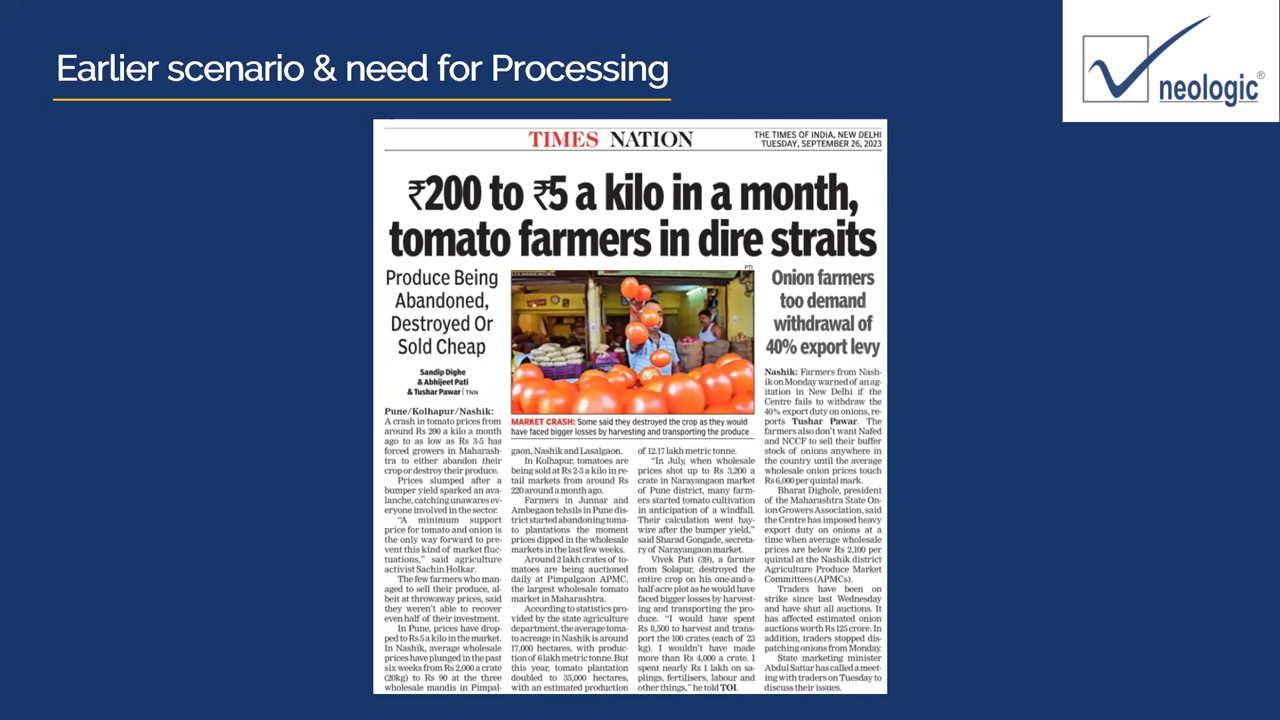 Earlier scenario & need for Processing
neologic®
TIMES NATION
THE TIMES OF INDIA, NEW DELHI
TUESDAY, SEPTEMBER 26, 2023
₹200 to ₹5 a kilo in a month,
tomato farmers in dire straits
Produce Being
Abandoned,
Destroyed Or
Sold Cheap
Sandip Dighe
& Abhijeet Pati
& Tushar Pawar | TNN
Pune/Kolhapur/Nashik:
A crash in tomato prices from
around Rs 200 a kilo a month
ago to as low as Rs 3-5 has
forced growers in Maharash-
tra to either abandon their
crop or destroy their produce.
Prices slumped after a
bumper yield sparked an ava-
lanche, catching unawares ev-
eryone involved in the sector.
"A minimum support
price for tomato and onion is
the only way forward to pre-
vent this kind of market fluc-
tuations," said agriculture
activist Sachin Holkar.
The few farmers who man-
aged to sell their produce, al-
beit at throwaway prices, said
they weren't able to recover
even half of their investment.
In Pune, prices have drop-
ped to Rs 5 a kilo in the market.
In Nashik, average wholesale
prices have plunged in the past
six weeks from Rs 2,000 a crate
(20kg) to Rs 90 at the three
wholesale mandis in Pimpal-
PTI
MARKET CRASH: Some said they destroyed the crop as they would
have faced bigger losses by harvesting and transporting the produce
gaon, Nashik and Lasalgaon.
In Kolhapur, tomatoes are
being sold at Rs 2-3 a kilo in re-
tail markets from around Rs
220 around a month ago.
Farmers in Junnar and
Ambegaon tehsils in Pune dis-
trict started abandoning toma-
to plantations the moment
prices dipped in the wholesale
markets in the last few weeks.
Around 2 lakh crates of to-
matoes are being auctioned
daily at Pimpalgaon APMC,
the largest wholesale tomato
market in Maharashtra.
According to statistics pro-
vided by the state agriculture
department, the average toma-
to acreage in Nashik is around
17,000 hectares, with produc-
tion of 6 lakh metric tonne. But
this year, tomato plantation
doubled to 35,000 hectares,
with an estimated production
of 12.17 lakh metric tonne.
"In July, when wholesale
prices shot up to Rs 3,200 a
crate in Narayangaon market
of Pune district, many farm-
ers started tomato cultivation
in anticipation of a windfall.
Their calculation went hay-
wire after the bumper yield,"
said Sharad Gongade, secreta-
ry of Narayangaon market.
Vivek Pati (39), a farmer
from Solapur, destroyed the
entire crop on his one-and-a-
half-acre plot as he would have
faced bigger losses by harvest-
ing and transporting the pro-
duce. "I would have spent
Rs 8,500 to harvest and trans-
port the 100 crates (each of 23
kg). I wouldn't have made
more than Rs 4,000 a crate. I
spent nearly Rs 1 lakh on sa-
plings, fertilisers, labour and
other things," he told TOI.
Onion farmers
too demand
withdrawal of
40% export levy
Nashik: Farmers from Nash-
ik on Monday warned of an ag-
itation in New Delhi if the
Centre fails to withdraw the
40% export duty on onions, re-
ports Tushar Pawar. The
farmers also don't want Nafed
and NCCF to sell their buffer
stock of onions anywhere in
the country until the average
wholesale onion prices touch
Rs 6,000 per quintal mark.
Bharat Dighole, president
of the Maharashtra State On-
ion Growers Association, said
the Centre has imposed heavy
export duty on onions at a
time when average wholesale
prices are below Rs 2,100 per
quintal at the Nashik district
Agriculture Produce Market
Committees (APMCs).
Traders have been on
strike since last Wednesday
and have shut all auctions. It
has affected estimated onion
auctions worth Rs 125 crore. In
addition, traders stopped dis-
patching onions from Monday.
State marketing minister
Abdul Sattar has called a meet-
ing with traders on Tuesday to
discuss their issues.